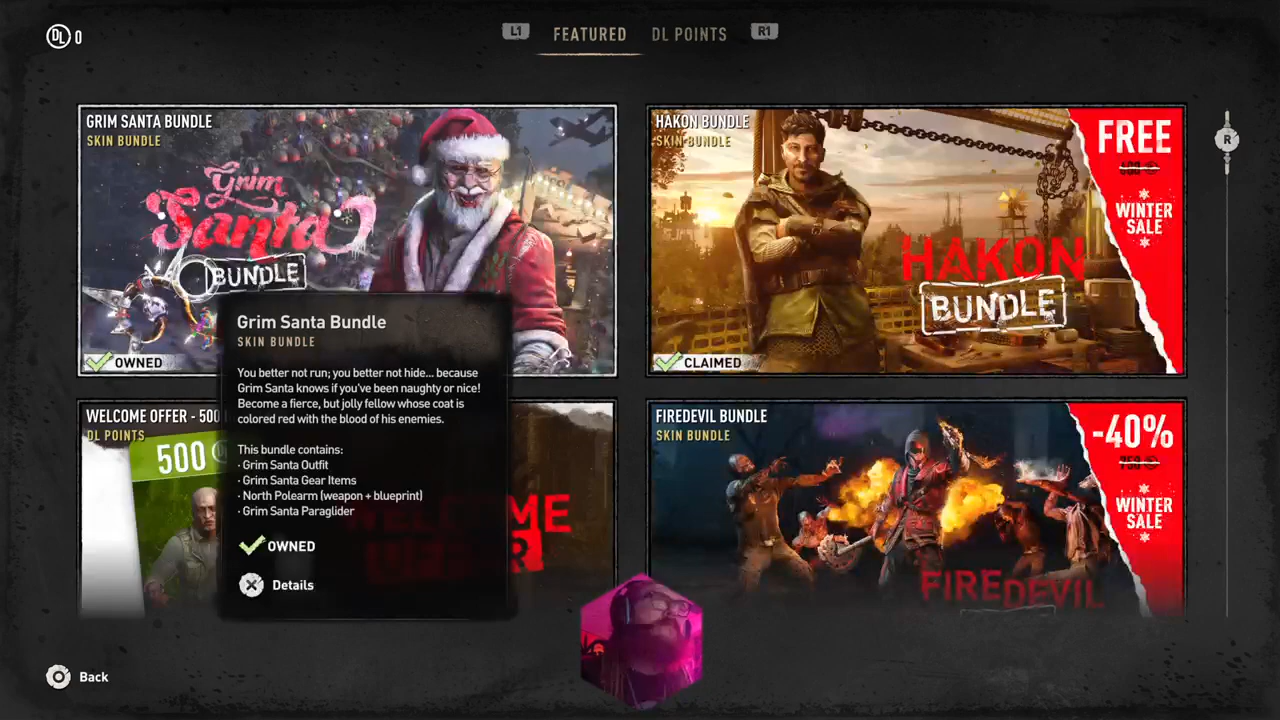 DL 0
L1 FEATURED DL POINTS R1
GRIM SANTA BUNDLE
SKIN BUNDLE
Grim
Santa
BUNDLE
OWNED
HAKON BUNDLE
SKIN BUNDLE
FREE
600
WINTER
SALE
HAKON
BUNDLE
CLAIMED
R
Grim Santa Bundle
SKIN BUNDLE
You better not run; you better not hide... because
Grim Santa knows if you've been naughty or nice!
Become a fierce, but jolly fellow whose coat is
colored red with the blood of his enemies.
This bundle contains:
· Grim Santa Outfit
· Grim Santa Gear Items
· North Polearm (weapon + blueprint)
· Grim Santa Paraglider
OWNED
Details
WELCOME OFFER - 500
DL POINTS
500
FIREDEVIL BUNDLE
SKIN BUNDLE
-40%
750
WINTER
SALE
FIREDEVIL
Back